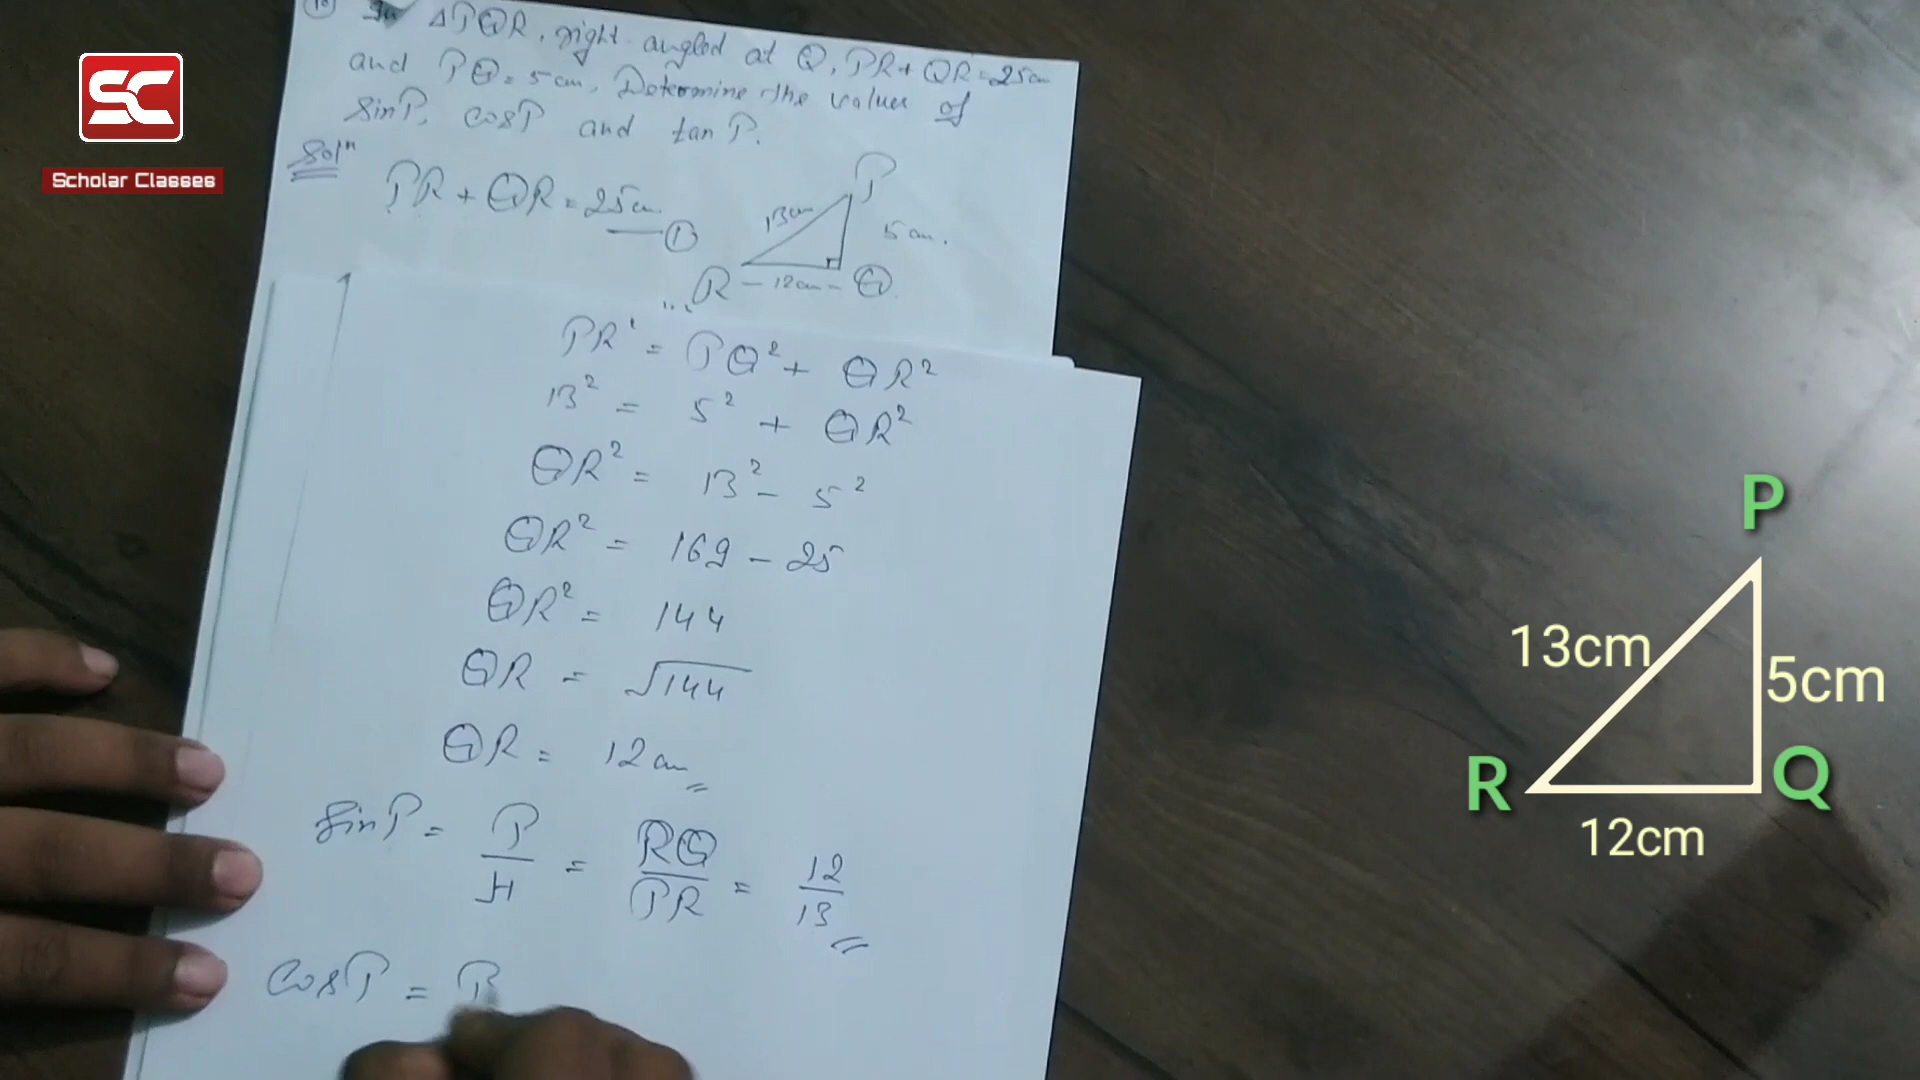 SC
Scholar Classes
10 In ΔPQR, right angled at Q, PR + QR = 25cm
and PQ = 5cm, Determine the values of
sinP, cosP and tanP.
Solⁿ
PR + QR = 25cm
— ①
P
13cm
5cm.
R - 12cm - Q
PR² = PQ² + QR²
13² = 5² + QR²
QR² = 13² - 5²
QR² = 169 - 25
QR² = 144
QR = √144
QR = 12cm
sinP = P/H = RQ/PR = 12/13
cosP = B
P
13cm
5cm
R
Q
12cm